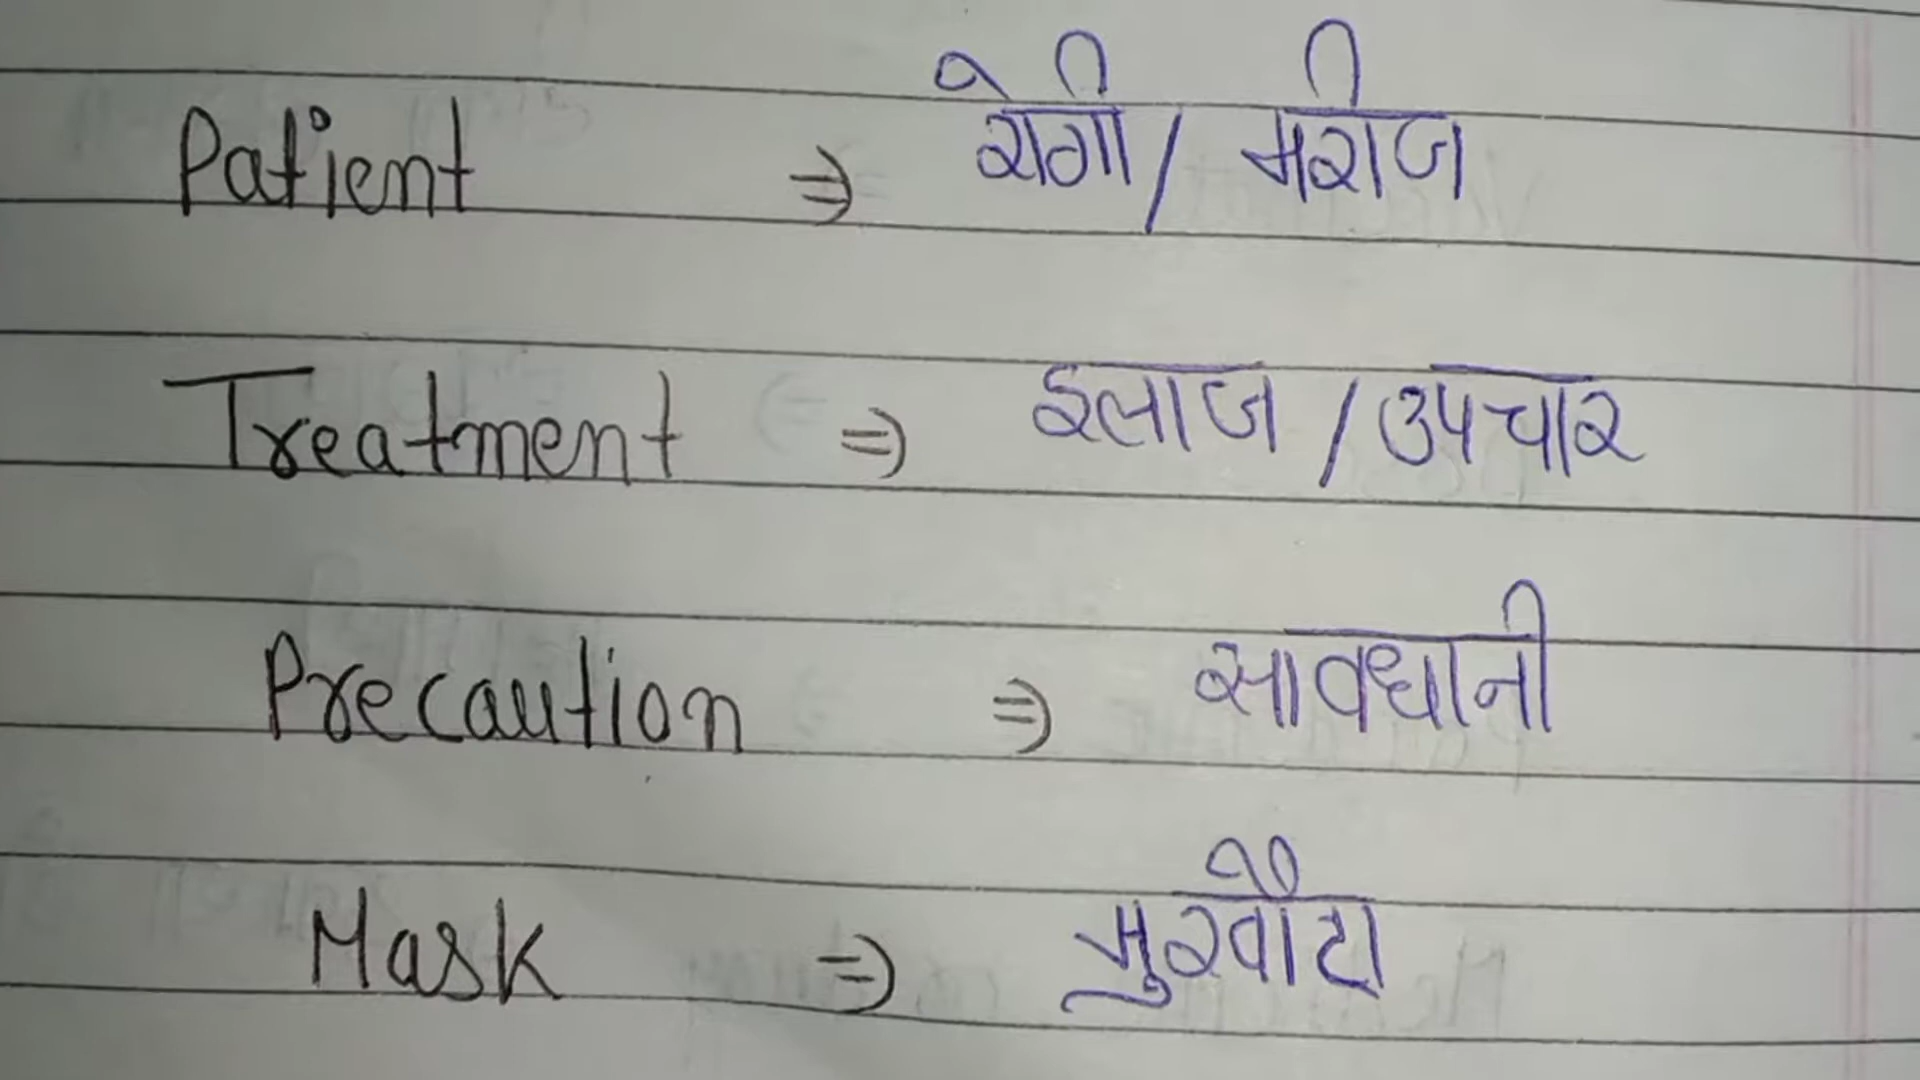 Patient ⇒ रोगी / मरीज
Treatment ⇒ इलाज / उपचार
Precaution ⇒ सावधानी
Mask ⇒ मुखौटा